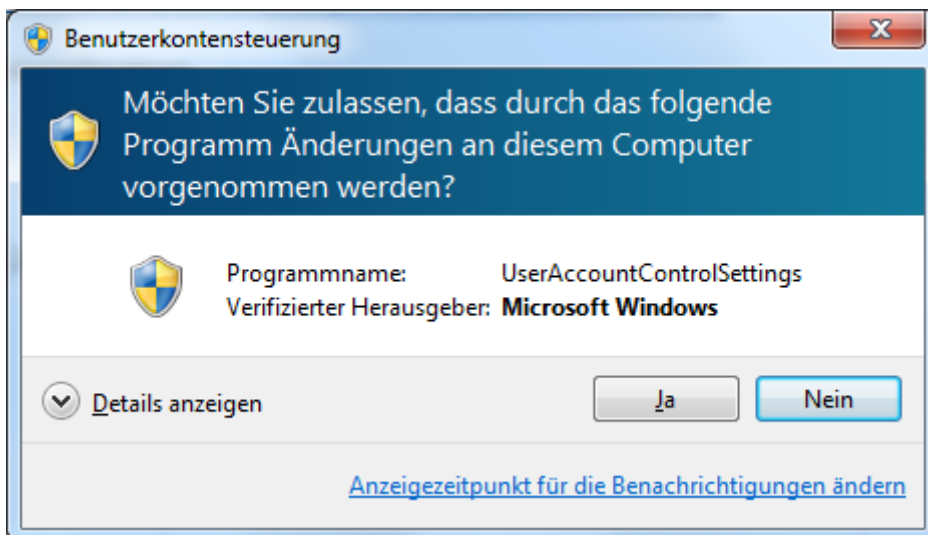 Benutzerkontensteuerung
Möchten Sie zulassen, dass durch das folgende
Programm Änderungen an diesem Computer
vorgenommen werden?
Programmname: UserAccountControlSettings
Verifizierter Herausgeber: Microsoft Windows
Details anzeigen
Ja
Nein
Anzeigezeitpunkt für die Benachrichtigungen ändern